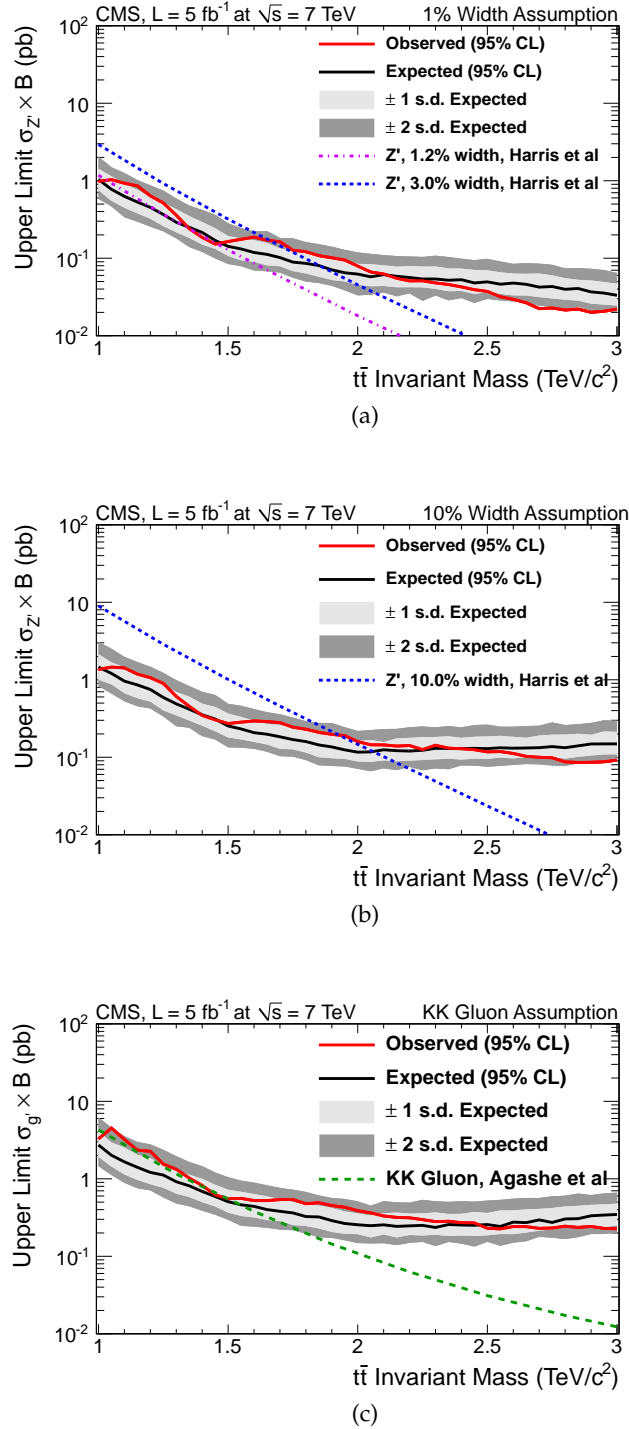 CMS, L = 5 fb⁻¹ at √s = 7 TeV 1% Width Assumption
Upper Limit σ_Z' × B (pb)
10²
10
1
10⁻¹
10⁻²
Observed (95% CL)
Expected (95% CL)
± 1 s.d. Expected
± 2 s.d. Expected
Z', 1.2% width, Harris et al
Z', 3.0% width, Harris et al
1 1.5 2 2.5 3
tt̄ Invariant Mass (TeV/c²)
(a)
CMS, L = 5 fb⁻¹ at √s = 7 TeV 10% Width Assumption
Upper Limit σ_Z' × B (pb)
10²
10
1
10⁻¹
10⁻²
Observed (95% CL)
Expected (95% CL)
± 1 s.d. Expected
± 2 s.d. Expected
Z', 10.0% width, Harris et al
1 1.5 2 2.5 3
tt̄ Invariant Mass (TeV/c²)
(b)
CMS, L = 5 fb⁻¹ at √s = 7 TeV KK Gluon Assumption
Upper Limit σ_g' × B (pb)
10²
10
1
10⁻¹
10⁻²
Observed (95% CL)
Expected (95% CL)
± 1 s.d. Expected
± 2 s.d. Expected
KK Gluon, Agashe et al
1 1.5 2 2.5 3
tt̄ Invariant Mass (TeV/c²)
(c)